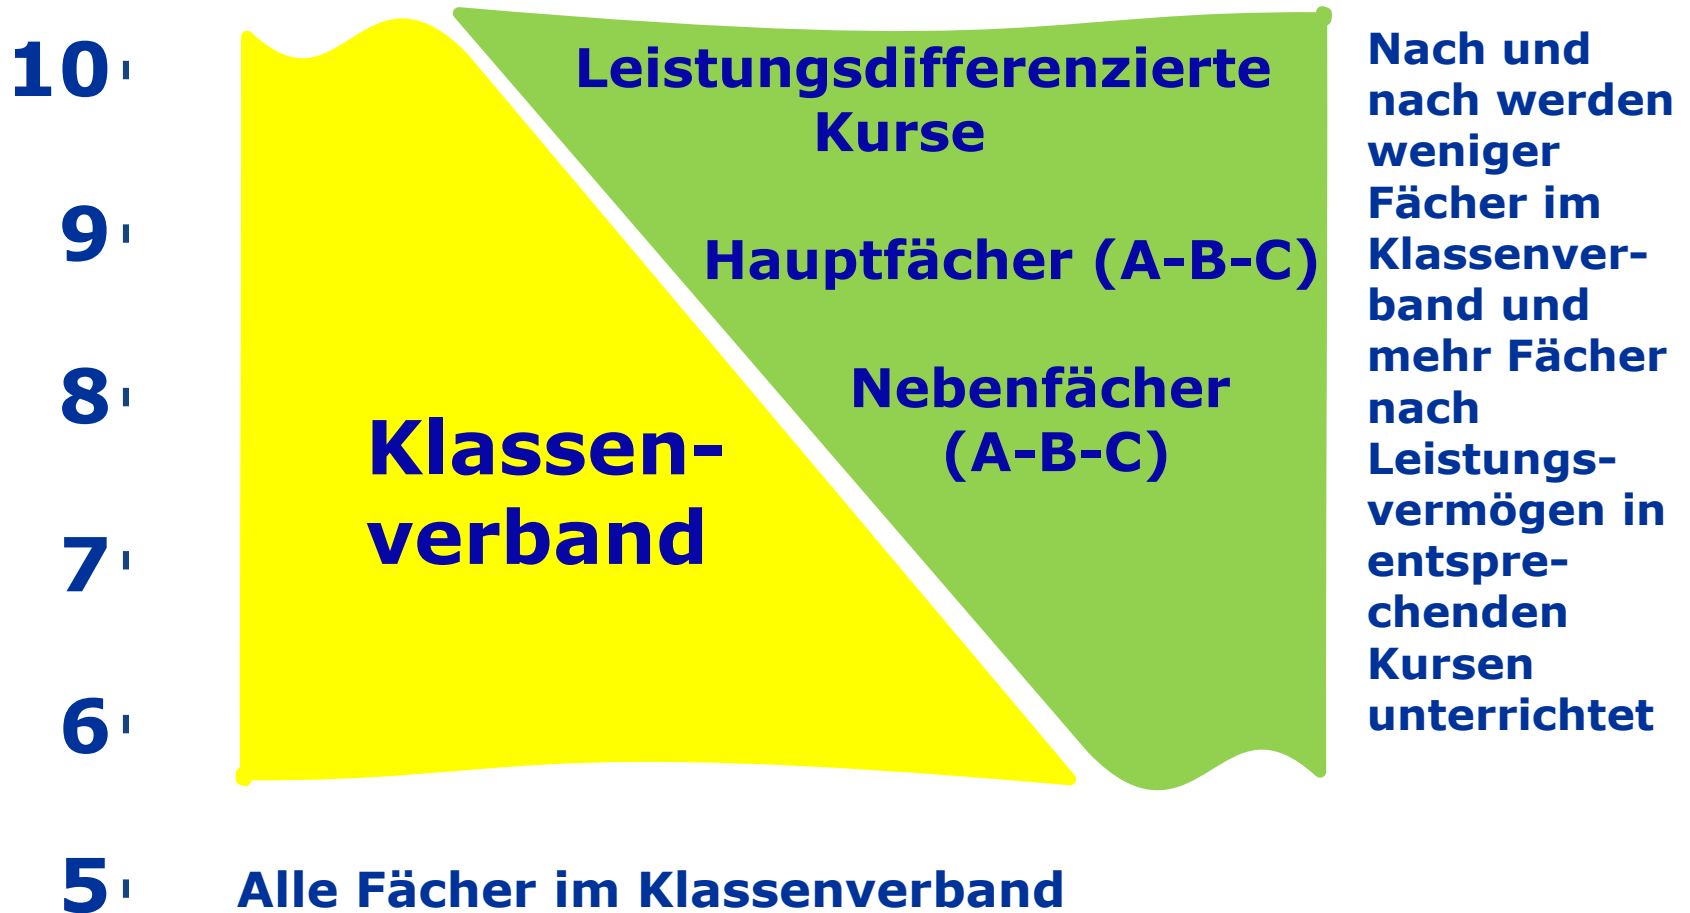 10
9
8
7
6
5
Leistungsdifferenzierte
Kurse
Hauptfächer (A-B-C)
Nebenfächer
(A-B-C)
Klassen-
verband
Alle Fächer im Klassenverband
Nach und
nach werden
weniger
Fächer im
Klassenver-
band und
mehr Fächer
nach
Leistungs-
vermögen in
entspre-
chenden
Kursen
unterrichtet